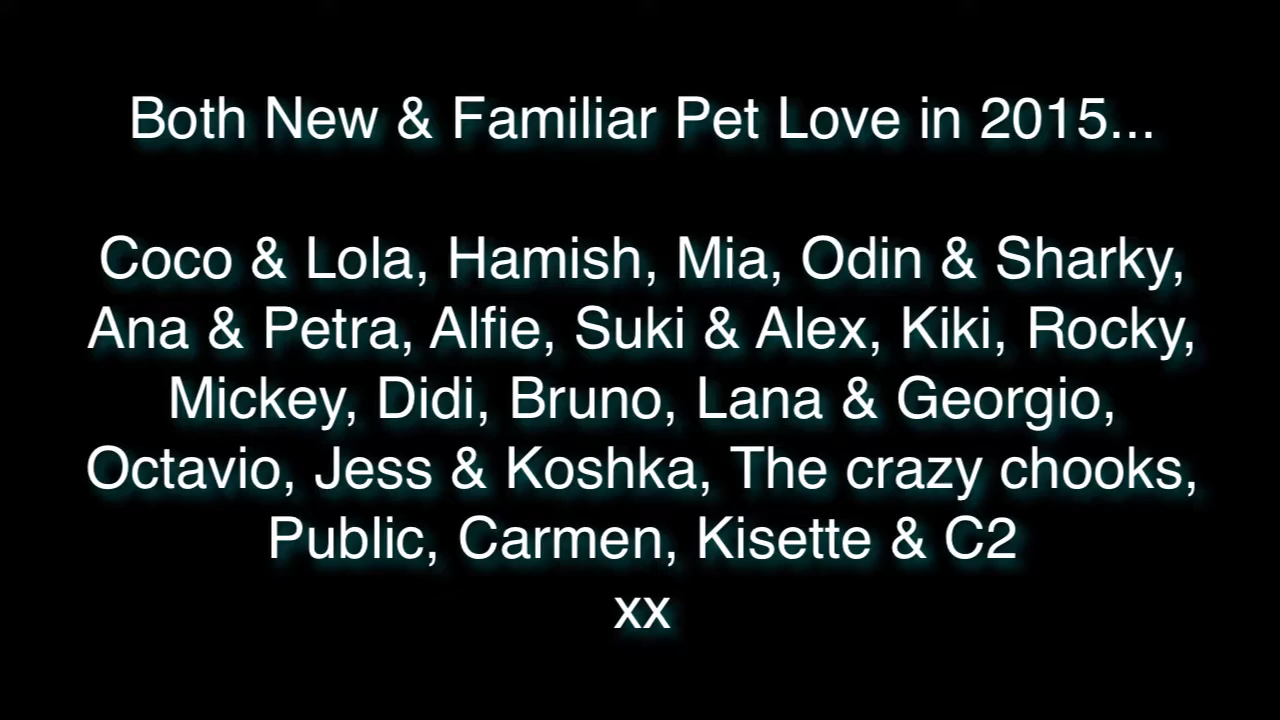 Both New & Familiar Pet Love in 2015...
Coco & Lola, Hamish, Mia, Odin & Sharky,
Ana & Petra, Alfie, Suki & Alex, Kiki, Rocky,
Mickey, Didi, Bruno, Lana & Georgio,
Octavio, Jess & Koshka, The crazy chooks,
Public, Carmen, Kisette & C2
xx